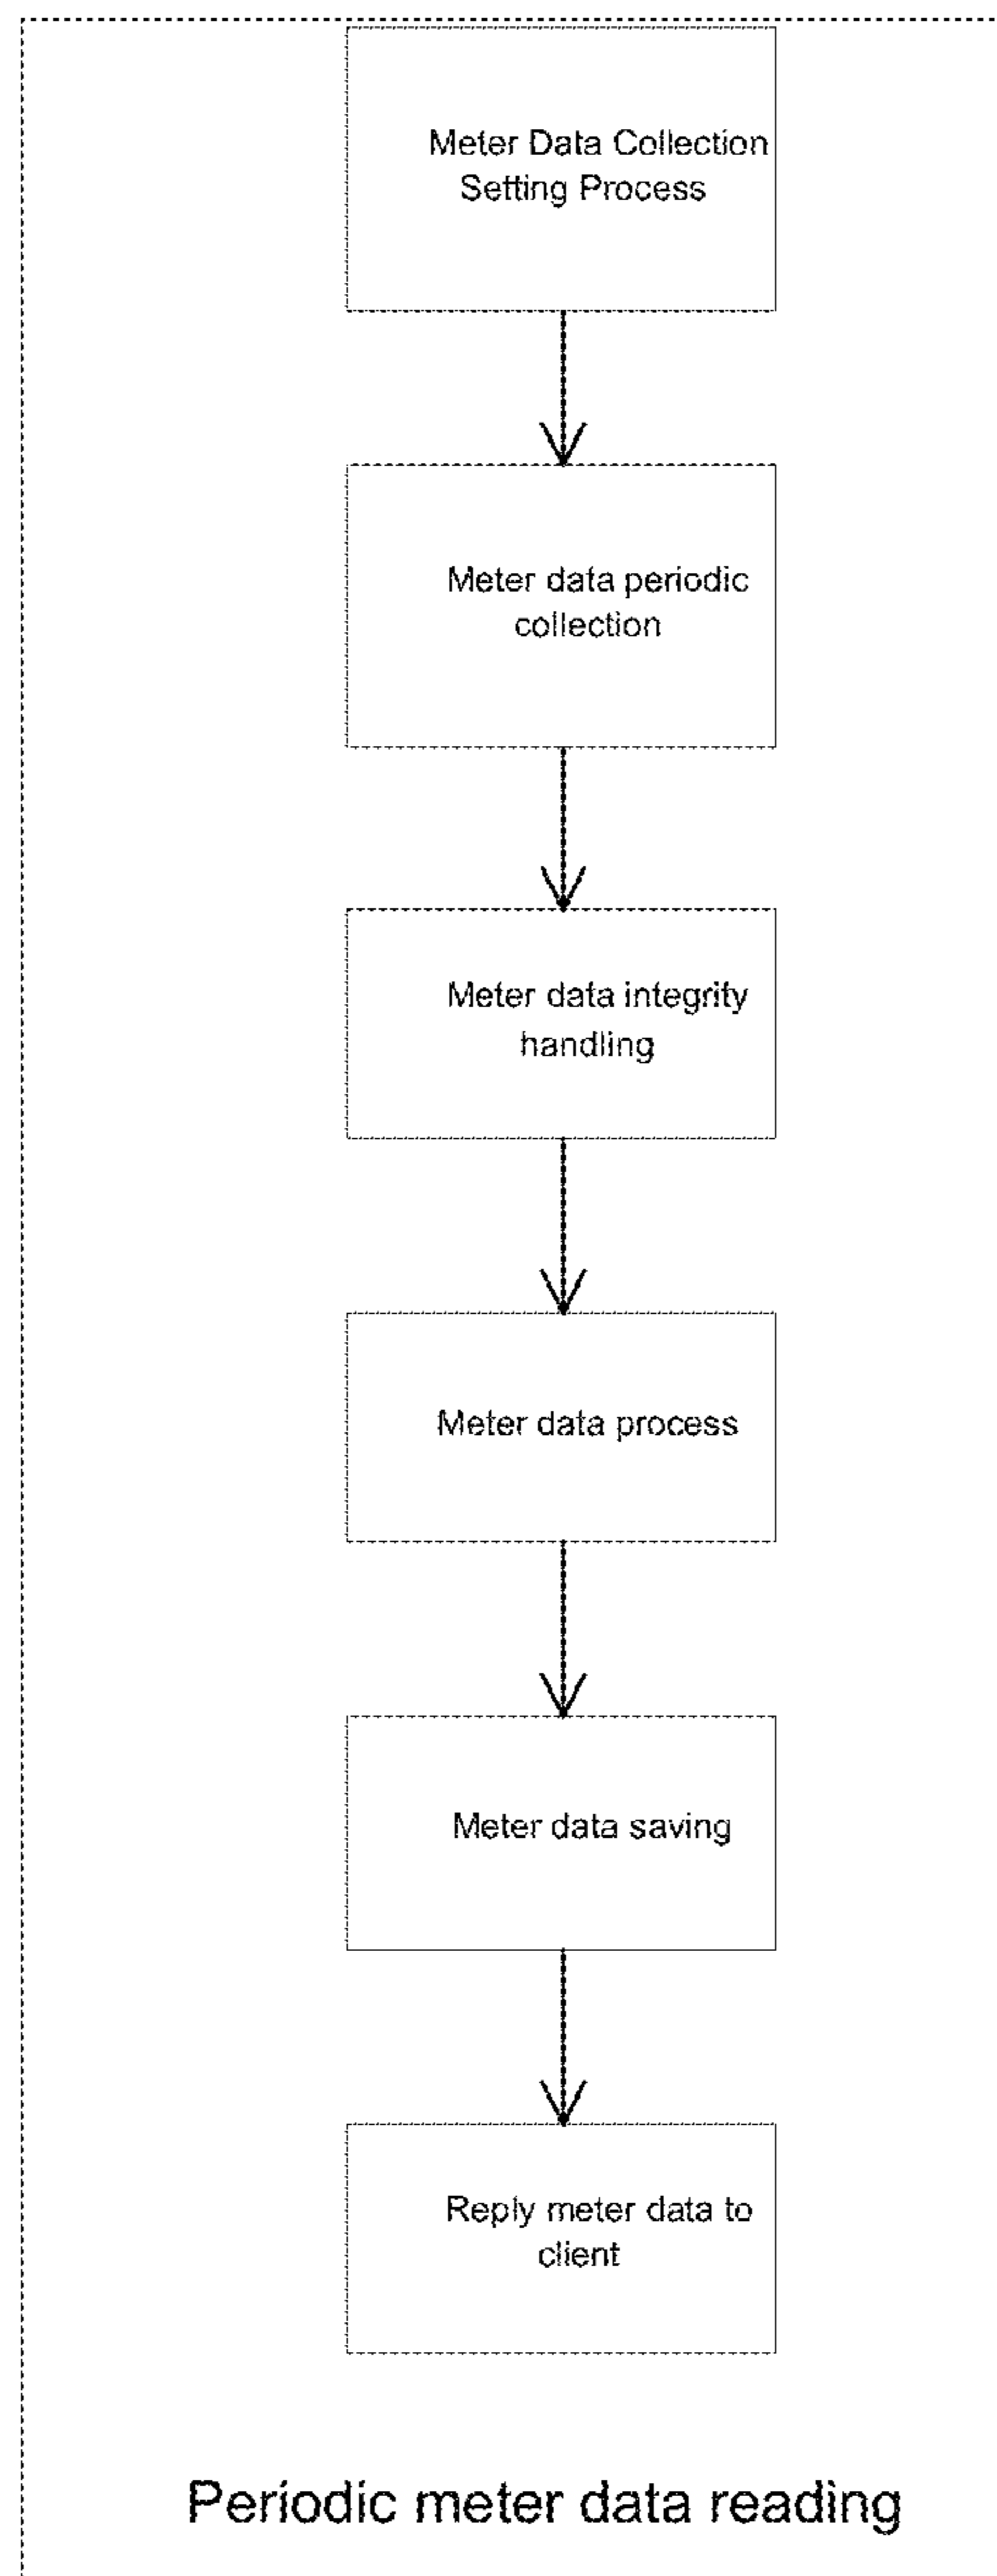 Meter Data Collection
Setting Process
Meter data periodic
collection
Meter data integrity
handling
Meter data process
Meter data saving
Reply meter data to
client
Periodic meter data reading